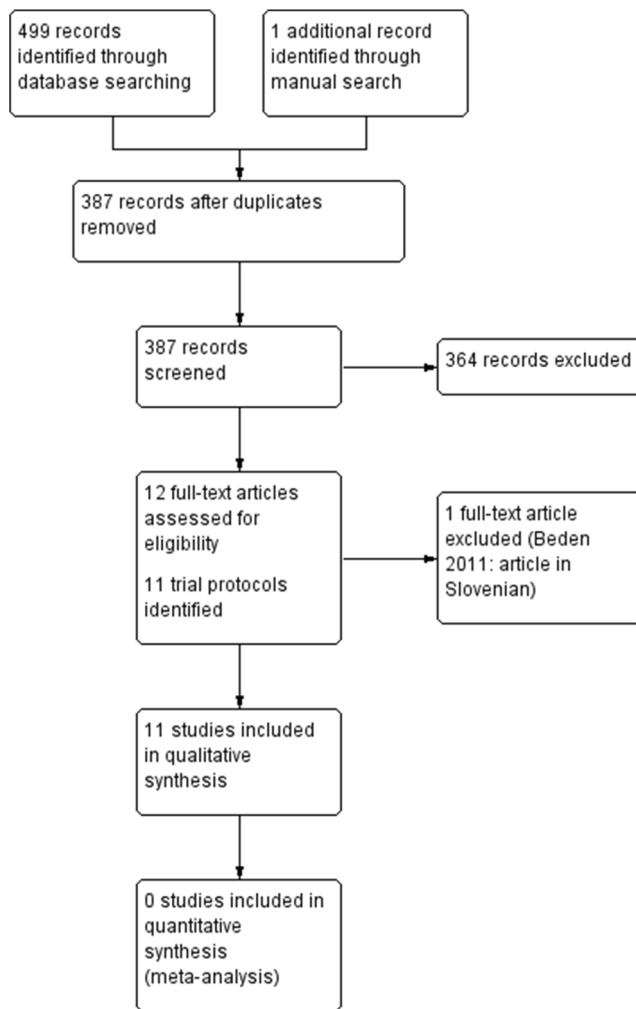 499 records
identified through
database searching
1 additional record
identified through
manual search
387 records after duplicates
removed
387 records
screened
364 records excluded
12 full-text articles
assessed for
eligibility
11 trial protocols
identified
1 full-text article
excluded (Beden
2011: article in
Slovenian)
11 studies included
in qualitative
synthesis
0 studies included in
quantitative
synthesis
(meta-analysis)